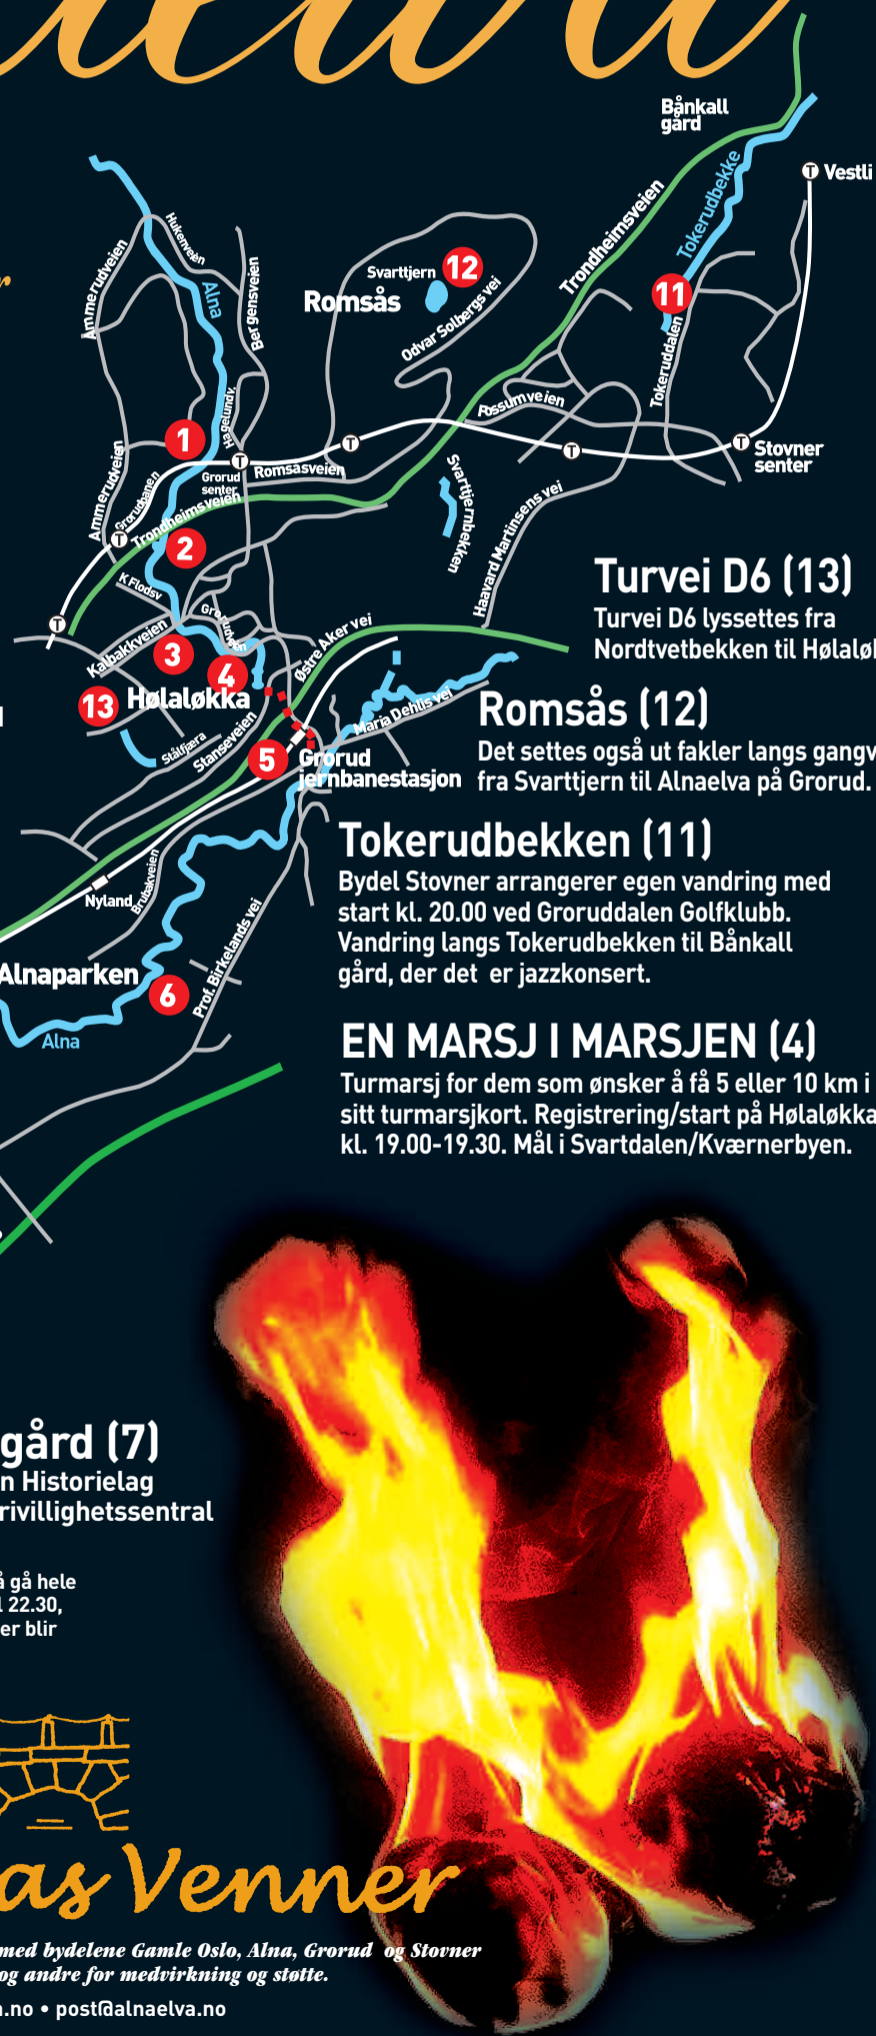 Bånkall
gård
Vestli
Tokerudbekke
Trondheimsveien
Hukenveien
Ammerudveien
Alna
Bergensveien
Svarttjern
12
Romsås
Odvar Solbergs vei
11
Tokeruddalen
Fossumveien
Hagelundv.
1
T
T
T
T
T
T
T
Stovner
senter
Grorud
senter
Romsåsveien
Ammerudveien
Grorudbanen
Trondheimsveien
2
Svarttjernbekken
Haavard Martinsens vei
K Flodsv
Grorudveien
Kalbakkveien
3
4
Østre Aker vei
13
Hølaløkka
Stålfjæra
Stanseveien
Maria Dehlis vei
5
Grorud
jernbanestasjon
Nyland
Brubakveien
Prof. Birkelands vei
Alnaparken
6
Alna
Turvei D6 (13)
Turvei D6 lyssettes fra
Nordtvetbekken til Hølaløk
Romsås (12)
Det settes også ut fakler langs gangv
fra Svarttjern til Alnaelva på Grorud.
Tokerudbekken (11)
Bydel Stovner arrangerer egen vandring med
start kl. 20.00 ved Groruddalen Golfklubb.
Vandring langs Tokerudbekken til Bånkall
gård, der det er jazzkonsert.
EN MARSJ I MARSJEN (4)
Turmarsj for dem som ønsker å få 5 eller 10 km i
sitt turmarsjkort. Registrering/start på Hølaløkka
kl. 19.00-19.30. Mål i Svartdalen/Kværnerbyen.
gård (7)
n Historielag
rivillighetssentral
å gå hele
l 22.30,
er blir
as Venner
med bydelene Gamle Oslo, Alna, Grorud og Stovner
og andre for medvirkning og støtte.
a.no • post@alnaelva.no